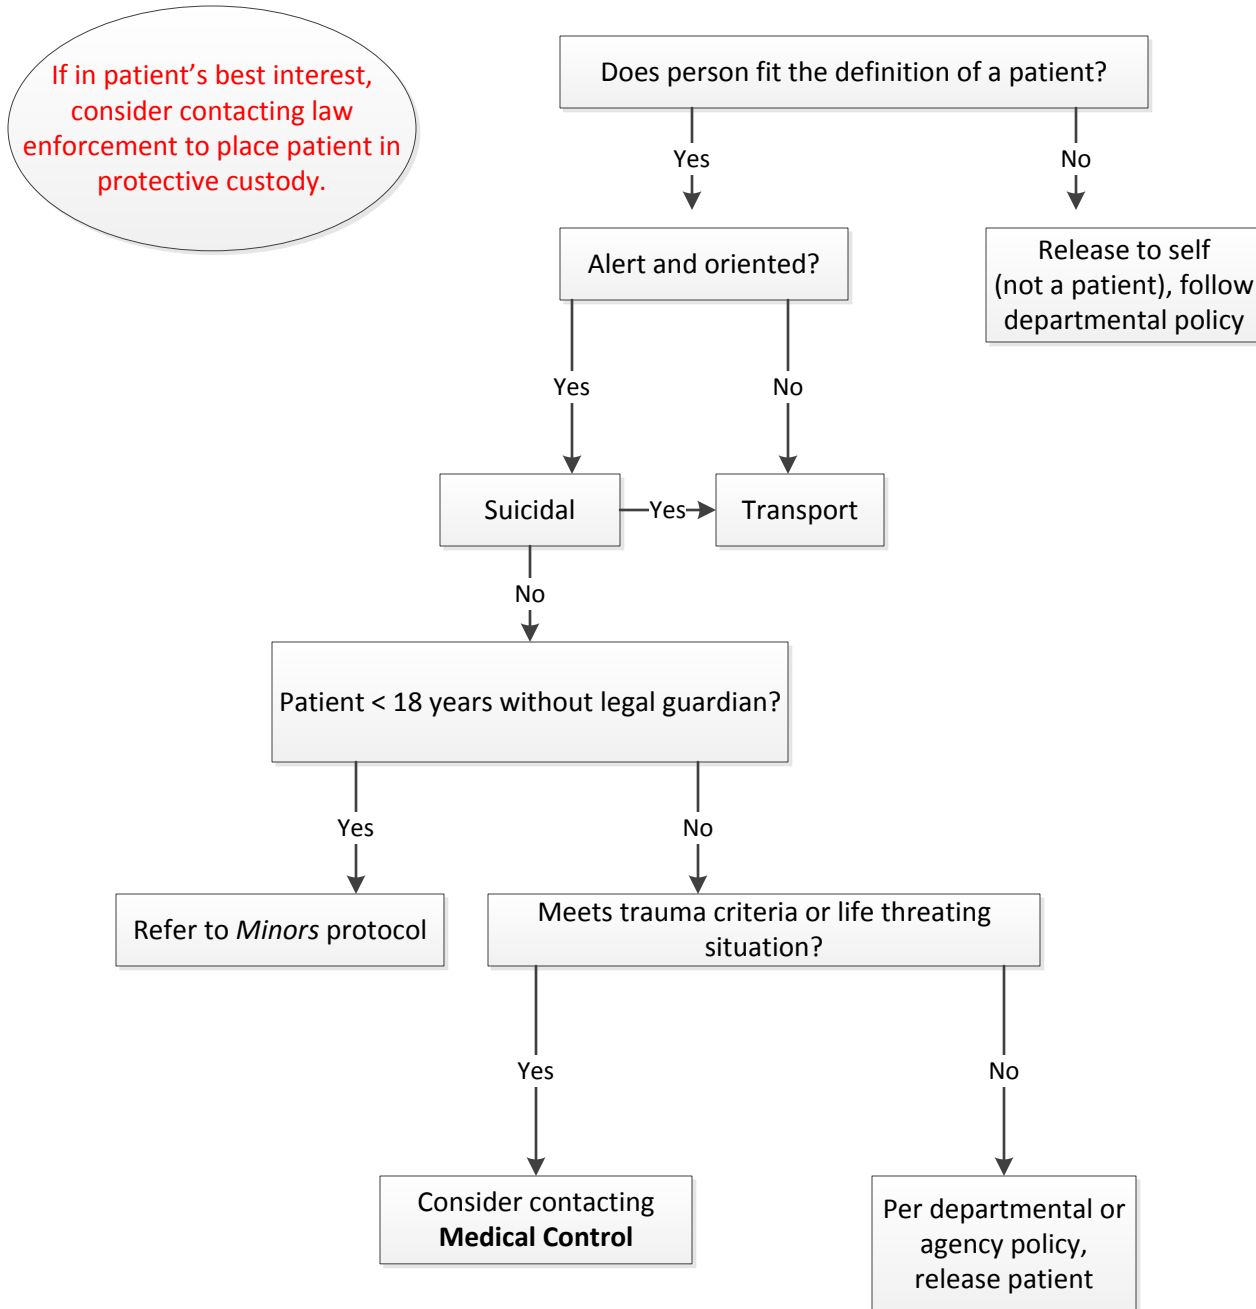 If in patient’s best interest,
consider contacting law
enforcement to place patient in
protective custody.
Does person fit the definition of a patient?
Yes
No
Alert and oriented?
Release to self
(not a patient), follow
departmental policy
Yes
No
Suicidal
Yes
Transport
No
Patient < 18 years without legal guardian?
Yes
No
Refer to Minors protocol
Meets trauma criteria or life threating
situation?
Yes
No
Consider contacting
Medical Control
Per departmental or
agency policy,
release patient